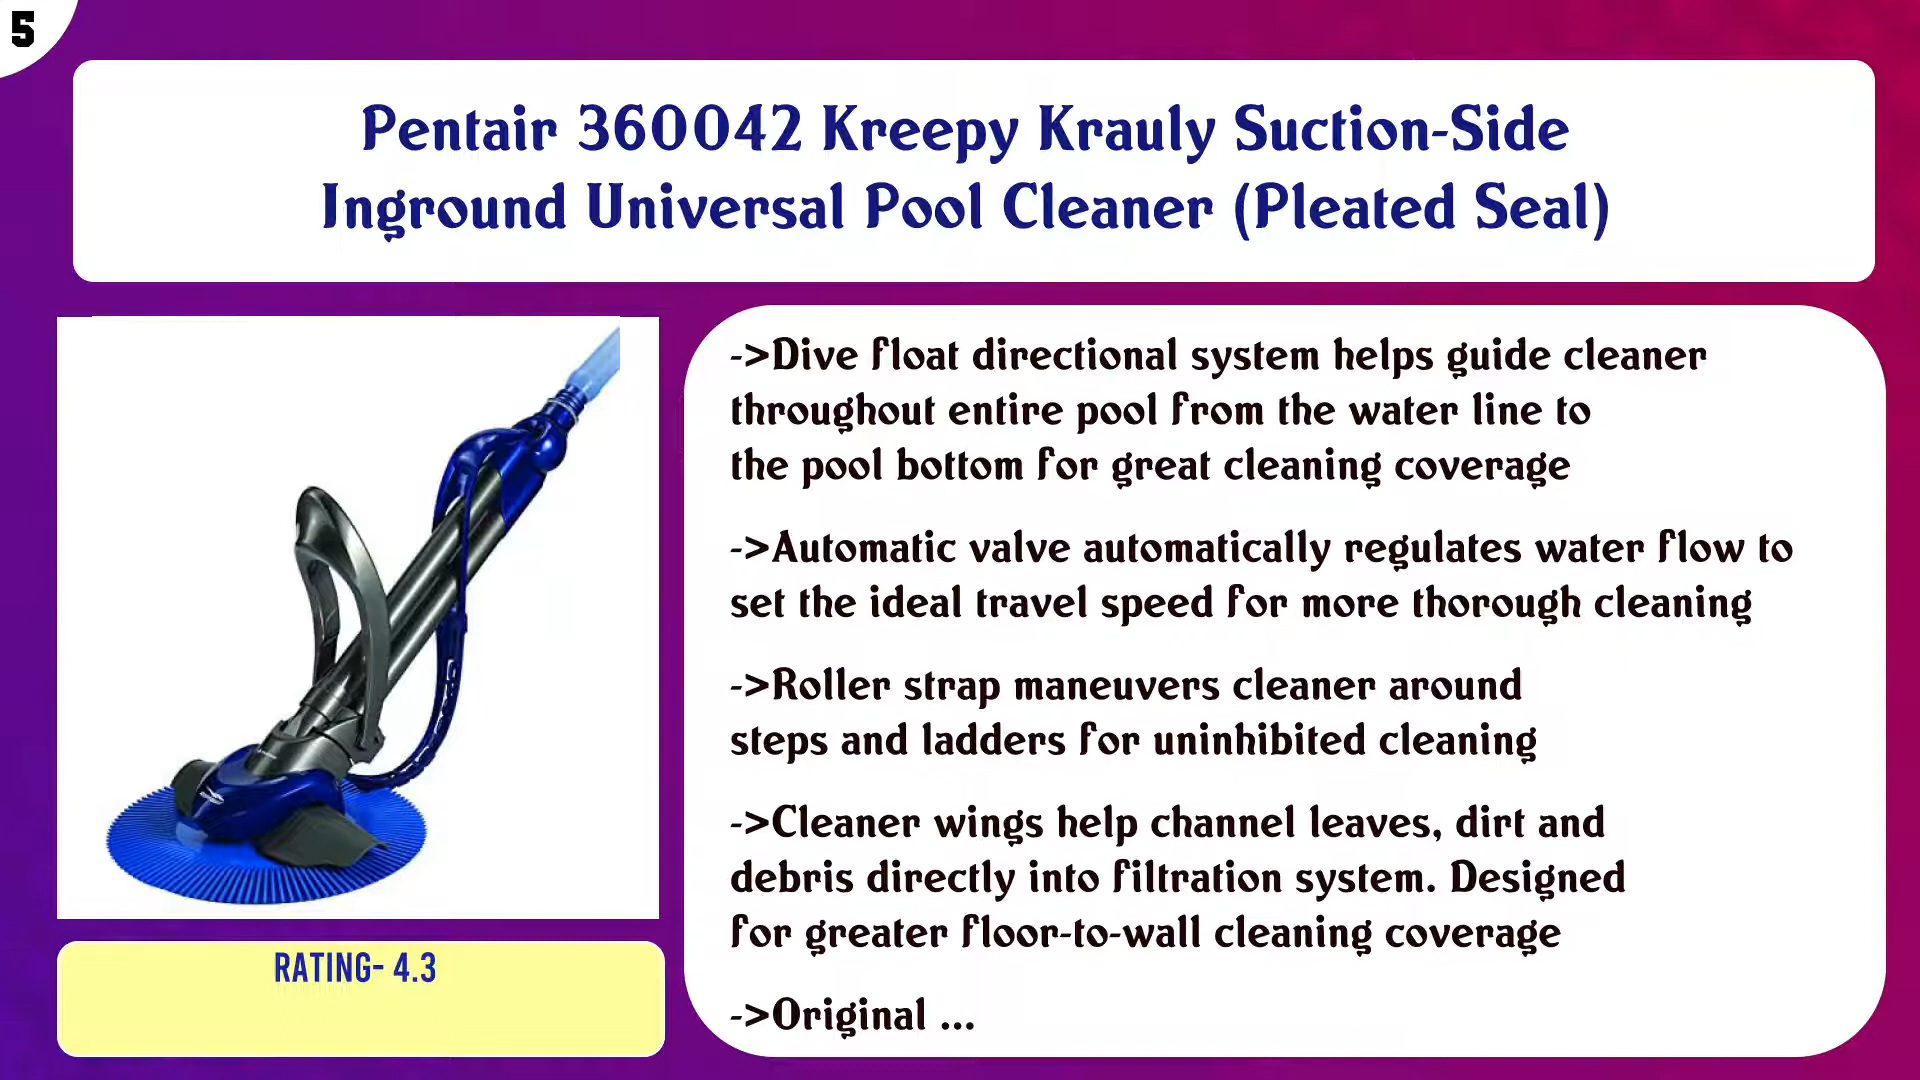 5
Pentair 360042 Kreepy Krauly Suction-Side
Inground Universal Pool Cleaner (Pleated Seal)
->Dive float directional system helps guide cleaner
throughout entire pool from the water line to
the pool bottom for great cleaning coverage
->Automatic valve automatically regulates water flow to
set the ideal travel speed for more thorough cleaning
->Roller strap maneuvers cleaner around
steps and ladders for uninhibited cleaning
->Cleaner wings help channel leaves, dirt and
debris directly into filtration system. Designed
for greater floor-to-wall cleaning coverage
->Original ...
RATING- 4.3